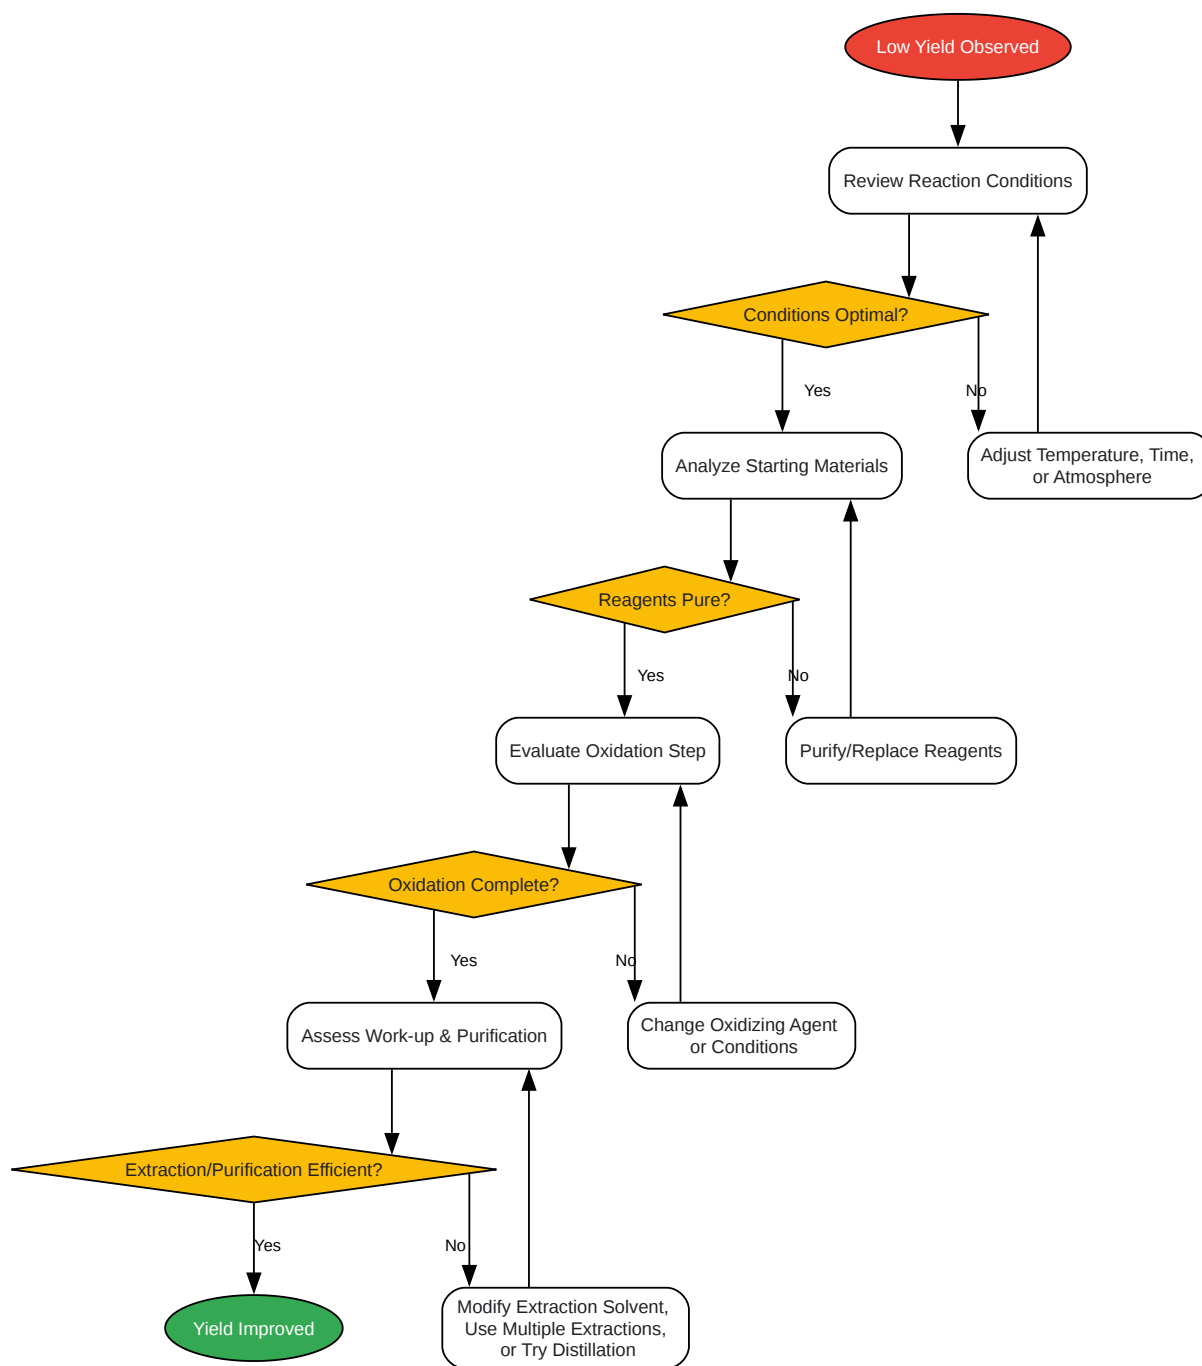 Low Yield Observed
Review Reaction Conditions
Conditions Optimal?
Yes
No
Analyze Starting Materials
Adjust Temperature, Time,
or Atmosphere
Reagents Pure?
Yes
No
Evaluate Oxidation Step
Purify/Replace Reagents
Oxidation Complete?
Yes
No
Assess Work-up & Purification
Change Oxidizing Agent
or Conditions
Extraction/Purification Efficient?
Yes
No
Yield Improved
Modify Extraction Solvent,
Use Multiple Extractions,
or Try Distillation